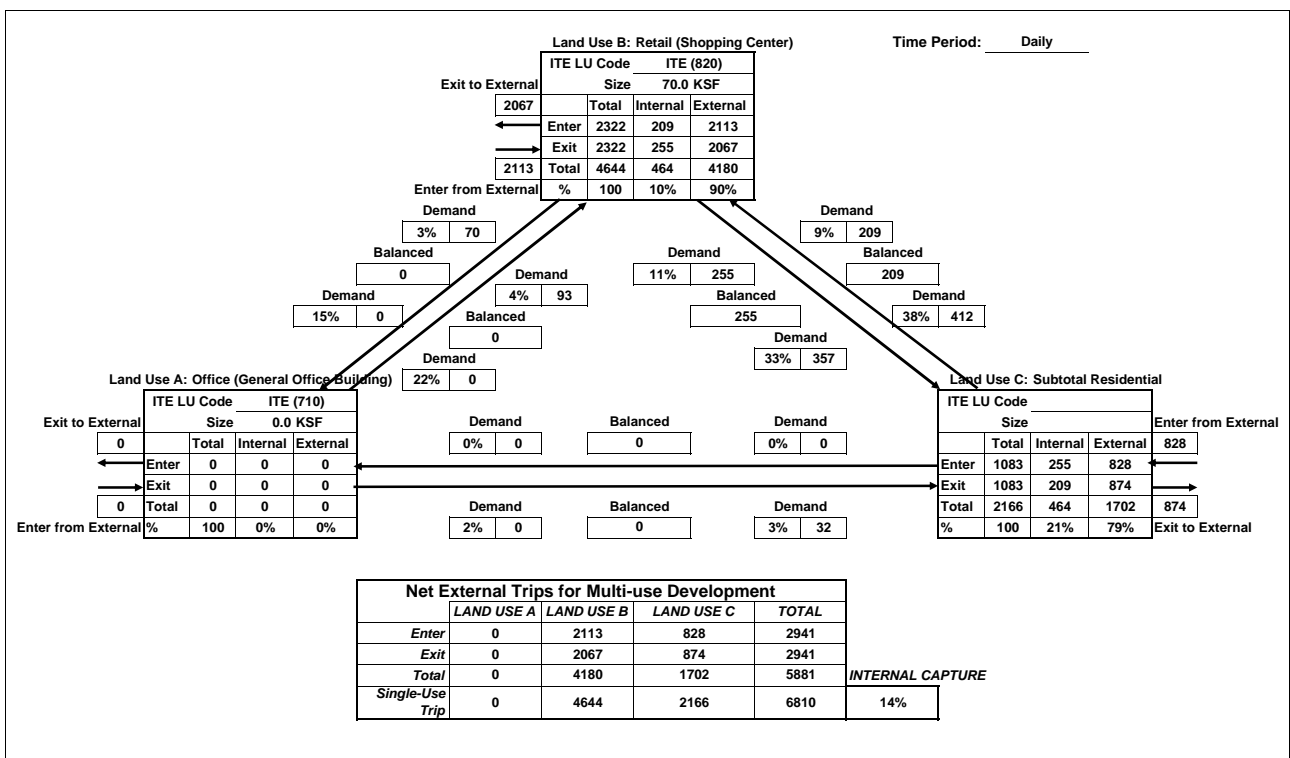 Land Use B: Retail (Shopping Center)
Time Period: Daily
ITE LU Code ITE (820)
Exit to External Size 70.0 KSF
2067 Total Internal External
Enter 2322 209 2113
Exit 2322 255 2067
2113 Total 4644 464 4180
Enter from External % 100 10% 90%
Demand Demand
3% 70 9% 209
Balanced Demand Balanced
0 Demand 11% 255 209
Demand 4% 93 Balanced Demand
15% 0 Balanced 255 38% 412
0 Demand
Demand 33% 357
Land Use A: Office (General Office Building) 22% 0 Land Use C: Subtotal Residential
ITE LU Code ITE (710) ITE LU Code
Exit to External Size 0.0 KSF Demand Balanced Demand Size Enter from External
0 Total Internal External 0% 0 0 0% 0 Total Internal External 828
Enter 0 0 0 Enter 1083 255 828
Exit 0 0 0 Exit 1083 209 874
0 Total 0 0 0 Demand Balanced Demand Total 2166 464 1702 874
Enter from External % 100 0% 0% 2% 0 0 3% 32 % 100 21% 79% Exit to External
Net External Trips for Multi-use Development
LAND USE A LAND USE B LAND USE C TOTAL
Enter 0 2113 828 2941
Exit 0 2067 874 2941
Total 0 4180 1702 5881 INTERNAL CAPTURE
Single-Use
Trip 0 4644 2166 6810 14%